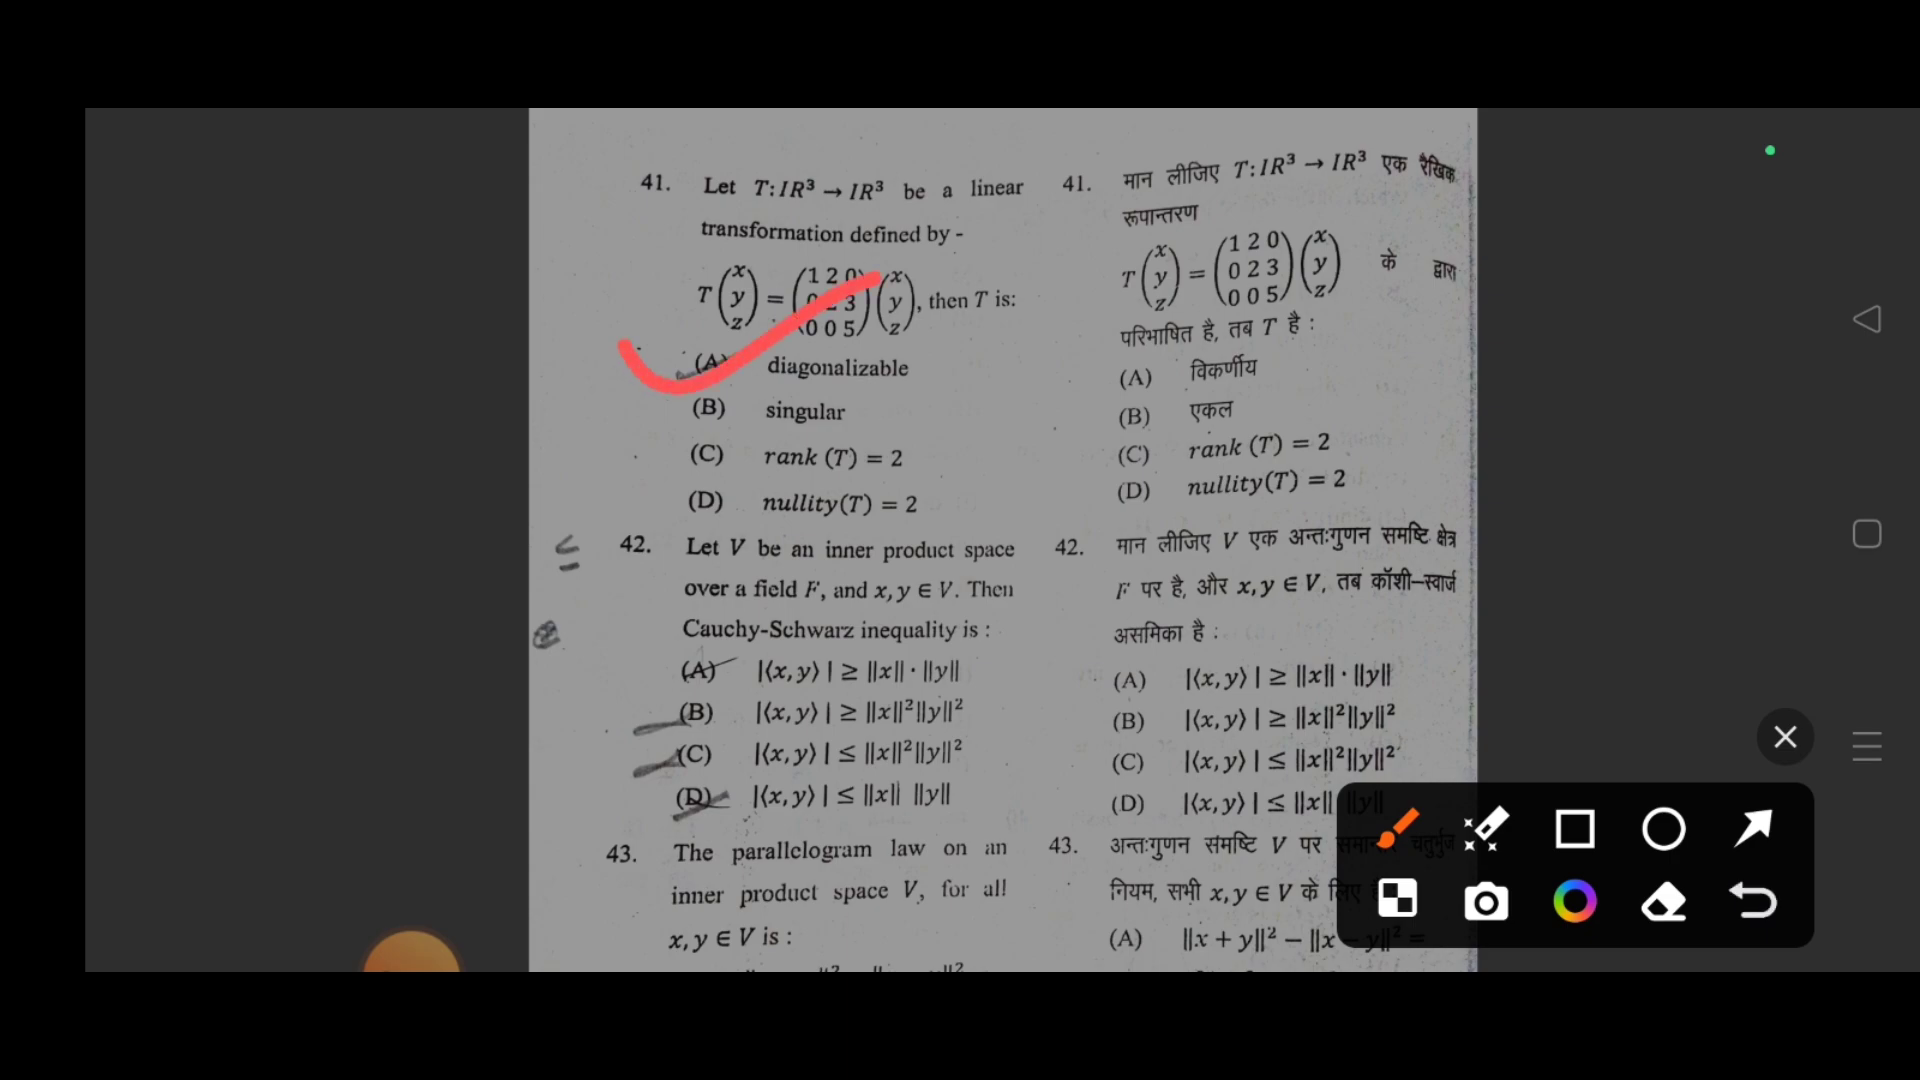 41. Let T: IR³ → IR³ be a linear
transformation defined by -
T(x y z) = (1 2 0 3 0 0 5)(x y z), then T is:
(A) diagonalizable
(B) singular
(C) rank (T) = 2
(D) nullity(T) = 2
42. Let V be an inner product space
over a field F, and x, y ∈ V. Then
Cauchy-Schwarz inequality is :
(A) |⟨x, y⟩| ≥ ||x|| · ||y||
(B) |⟨x, y⟩| ≥ ||x||²||y||²
(C) |⟨x, y⟩| ≤ ||x||²||y||²
(D) |⟨x, y⟩| ≤ ||x|| ||y||
43. The parallelogram law on an
inner product space V, for all
x, y ∈ V is :
41. मान लीजिए T: IR³ → IR³ एक रैखिक
रूपान्तरण
T(x y z) = (1 2 0 0 2 3 0 0 5)(x y z) के द्वारा
परिभाषित है, तब T है :
(A) विकर्णीय
(B) एकल
(C) rank (T) = 2
(D) nullity(T) = 2
42. मान लीजिए V एक अन्तःगुणन समष्टि क्षेत्र
F पर है, और x, y ∈ V, तब कॉशी–स्वार्ज
असमिका है :
(A) |⟨x, y⟩| ≥ ||x|| · ||y||
(B) |⟨x, y⟩| ≥ ||x||²||y||²
(C) |⟨x, y⟩| ≤ ||x||²||y||²
(D) |⟨x, y⟩| ≤ ||x|| ||y||
43. अन्तःगुणन संमष्टि V पर समान्तर चतुर्भुज
नियम, सभी x, y ∈ V के लिए
(A) ||x + y||² − ||x − y||² =